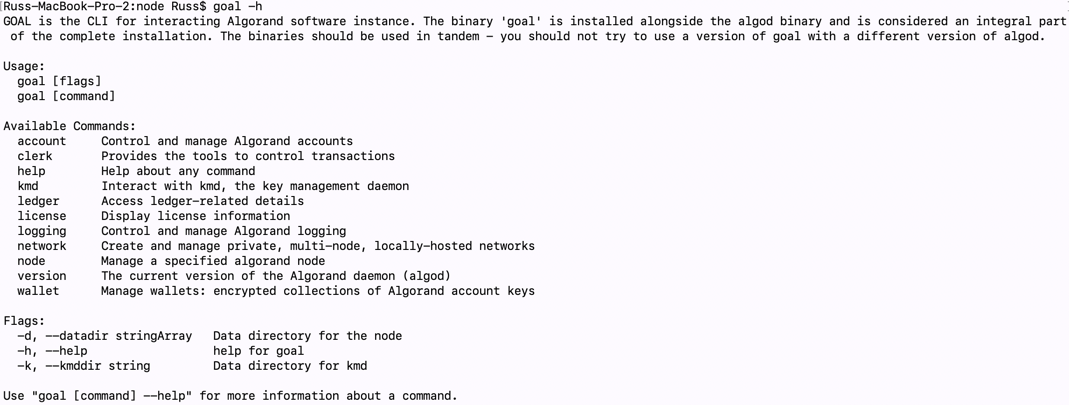 Russ-MacBook-Pro-2:node Russ$ goal -h
GOAL is the CLI for interacting Algorand software instance. The binary 'goal' is installed alongside the algod binary and is considered an integral part
of the complete installation. The binaries should be used in tandem - you should not try to use a version of goal with a different version of algod.
Usage:
goal [flags]
goal [command]
Available Commands:
account Control and manage Algorand accounts
clerk Provides the tools to control transactions
help Help about any command
kmd Interact with kmd, the key management daemon
ledger Access ledger-related details
license Display license information
logging Control and manage Algorand logging
network Create and manage private, multi-node, locally-hosted networks
node Manage a specified algorand node
version The current version of the Algorand daemon (algod)
wallet Manage wallets: encrypted collections of Algorand account keys
Flags:
-d, --datadir stringArray Data directory for the node
-h, --help help for goal
-k, --kmddir string Data directory for kmd
Use "goal [command] --help" for more information about a command.